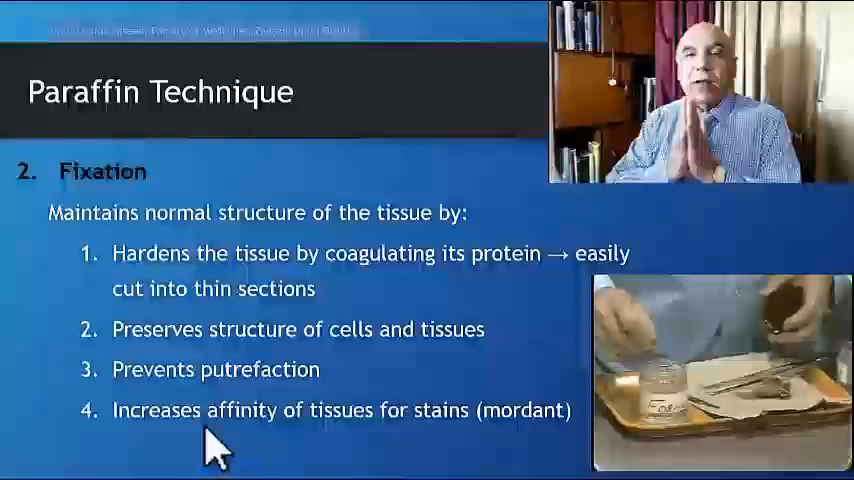 Paraffin Technique
2. Fixation
Maintains normal structure of the tissue by:
1. Hardens the tissue by coagulating its protein → easily
cut into thin sections
2. Preserves structure of cells and tissues
3. Prevents putrefaction
4. Increases affinity of tissues for stains (mordant)